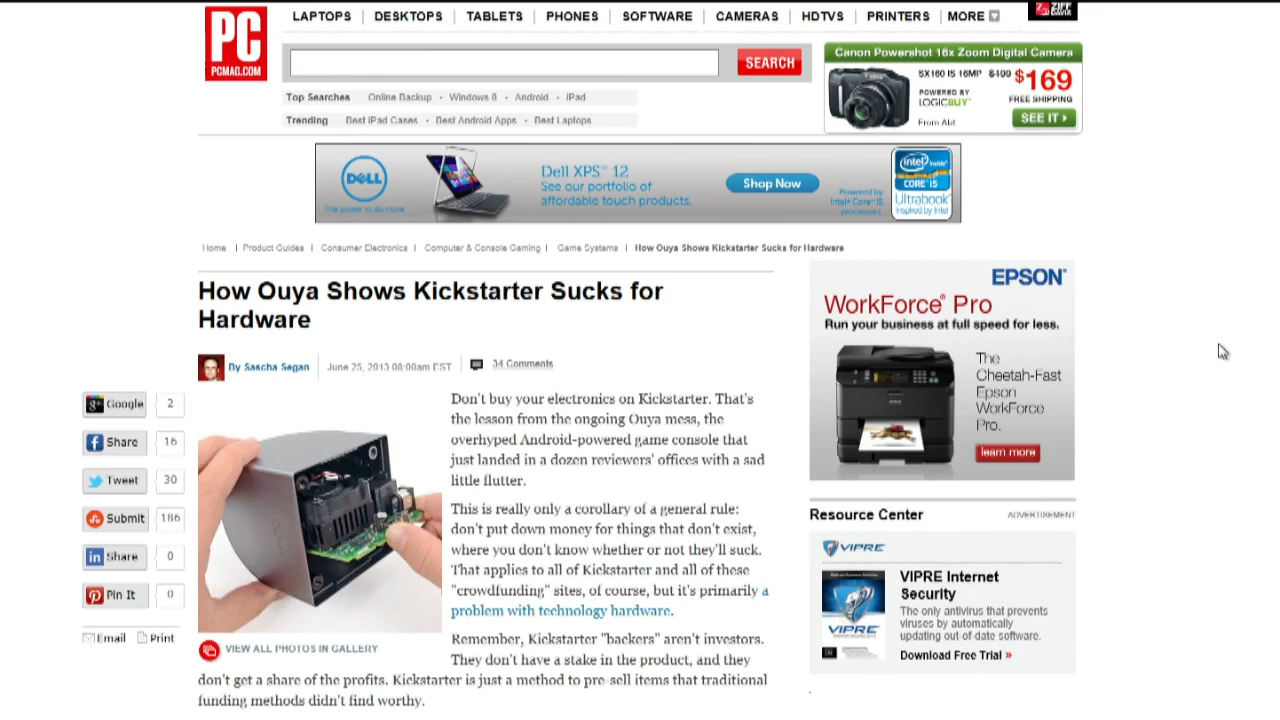 PC
PCMAG.COM
LAPTOPS | DESKTOPS | TABLETS | PHONES | SOFTWARE | CAMERAS | HDTVS | PRINTERS | MORE
ZIFF DAVIS
SEARCH
Top Searches Online Backup • Windows 8 • Android • iPad
Trending Best iPad Cases • Best Android Apps • Best Laptops
Canon Powershot 16x Zoom Digital Camera
SX160 IS 16MP $199 $169
POWERED BY
LOGICBUY
FREE SHIPPING
From Abt
SEE IT
DELL
The power to do more
Dell XPS™ 12
See our portfolio of
affordable touch products.
Shop Now
Powered by
Intel® Core™ i5
processors.
intel inside
CORE i5
Ultrabook
Inspired by Intel
Home | Product Guides | Consumer Electronics | Computer & Console Gaming | Game Systems | How Ouya Shows Kickstarter Sucks for Hardware
How Ouya Shows Kickstarter Sucks for
Hardware
By Sascha Segan June 25, 2013 08:00am EST 34 Comments
Google 2
Share 16
Tweet 30
Submit 186
Share 0
Pin It 0
Email Print
VIEW ALL PHOTOS IN GALLERY
Don't buy your electronics on Kickstarter. That's
the lesson from the ongoing Ouya mess, the
overhyped Android-powered game console that
just landed in a dozen reviewers' offices with a sad
little flutter.
This is really only a corollary of a general rule:
don't put down money for things that don't exist,
where you don't know whether or not they'll suck.
That applies to all of Kickstarter and all of these
"crowdfunding" sites, of course, but it's primarily a
problem with technology hardware.
Remember, Kickstarter "backers" aren't investors.
They don't have a stake in the product, and they
don't get a share of the profits. Kickstarter is just a method to pre-sell items that traditional
funding methods didn't find worthy.
EPSON
WorkForce® Pro
Run your business at full speed for less.
The
Cheetah-Fast
Epson
WorkForce
Pro.
learn more
Resource Center ADVERTISEMENT
VIPRE
VIPRE
VIPRE Internet
Security
The only antivirus that prevents
viruses by automatically
updating out of date software.
Download Free Trial »